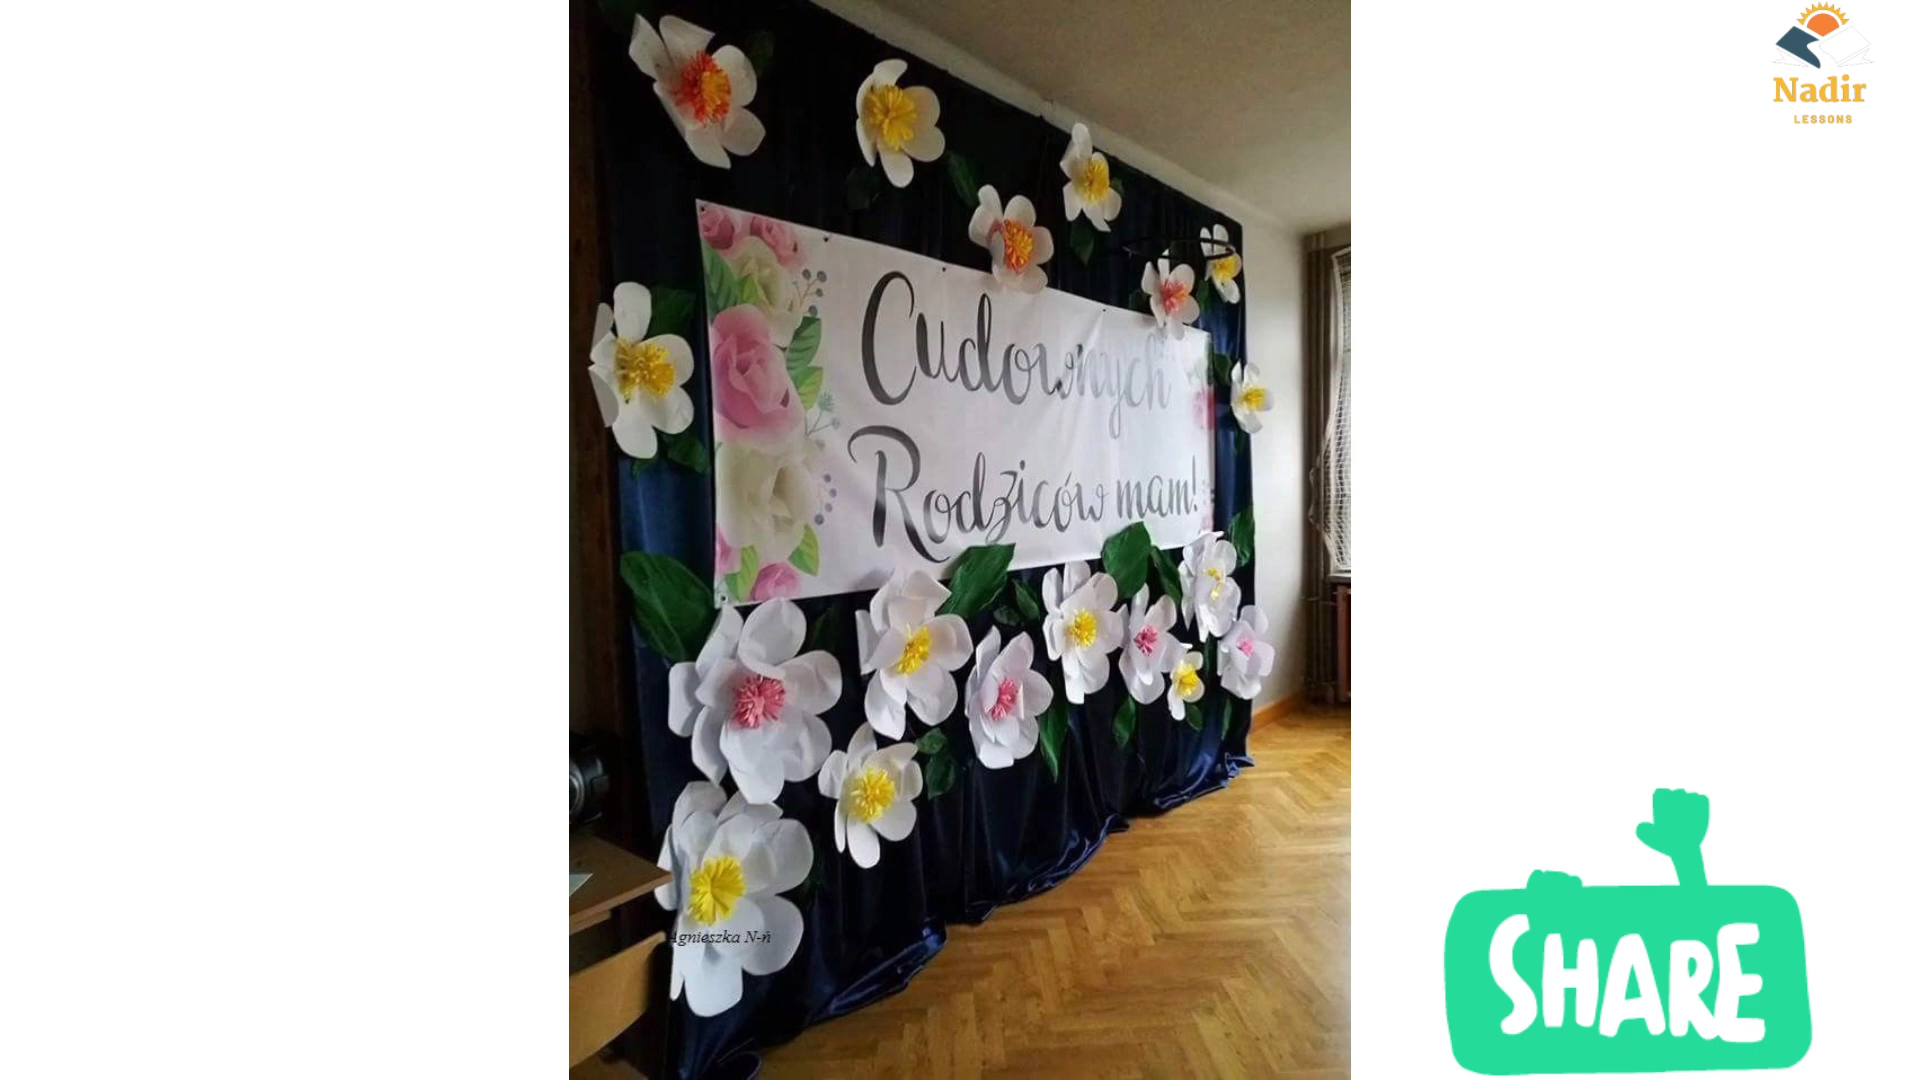 Nadir
LESSONS
Cudownych
Rodziców mam!
Agnieszka N-ń
SHARE